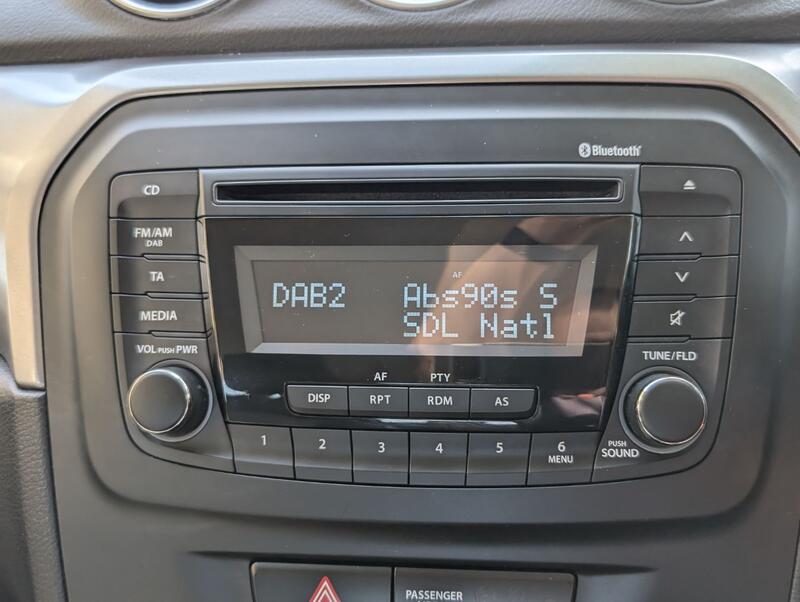 Bluetooth
CD
FM/AM
DAB
TA
MEDIA
VOL PUSH PWR
AF
DAB2 Abs90s S
SDL Natl
TUNE/FLD
PUSH
SOUND
AF PTY
DISP RPT RDM AS
1 2 3 4 5 6
MENU
PASSENGER